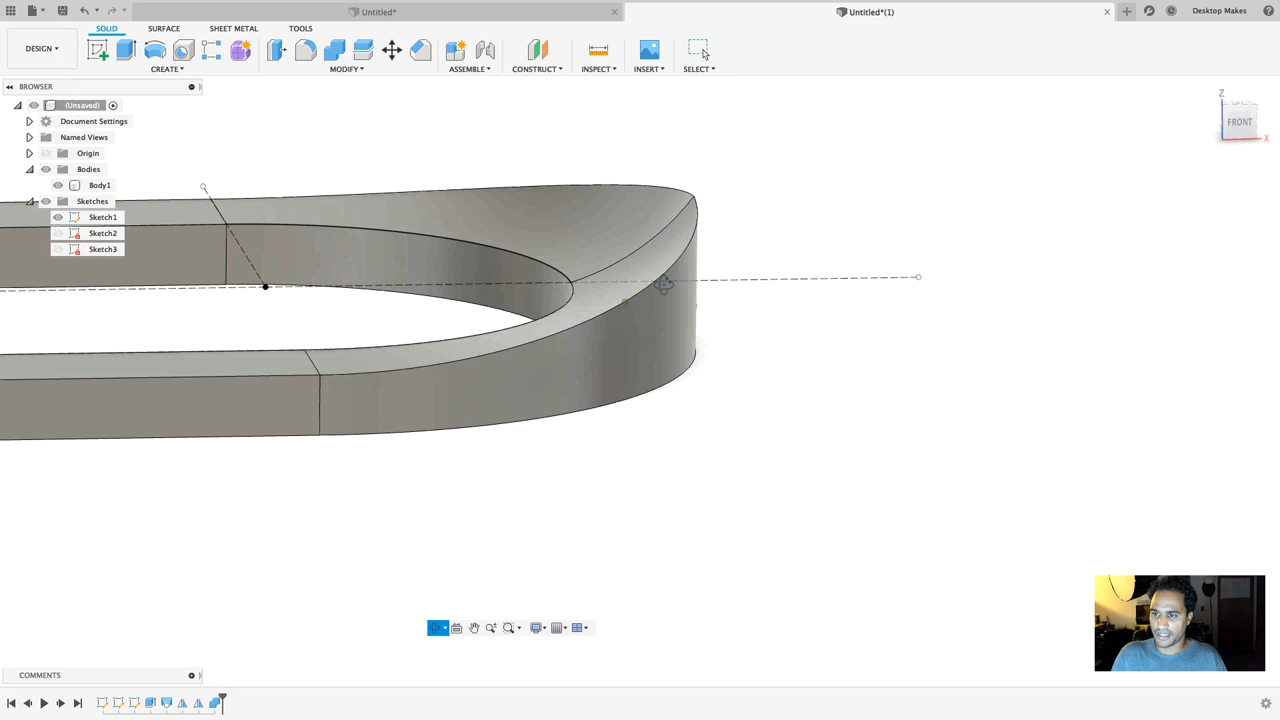 Untitled*
Untitled*(1)
Desktop Makes
DESIGN
SOLID
SURFACE
SHEET METAL
TOOLS
CREATE
MODIFY
ASSEMBLE
CONSTRUCT
INSPECT
INSERT
SELECT
BROWSER
(Unsaved)
Document Settings
Named Views
Origin
Bodies
Body1
Sketches
Sketch1
Sketch2
Sketch3
Z
FRONT
X
COMMENTS